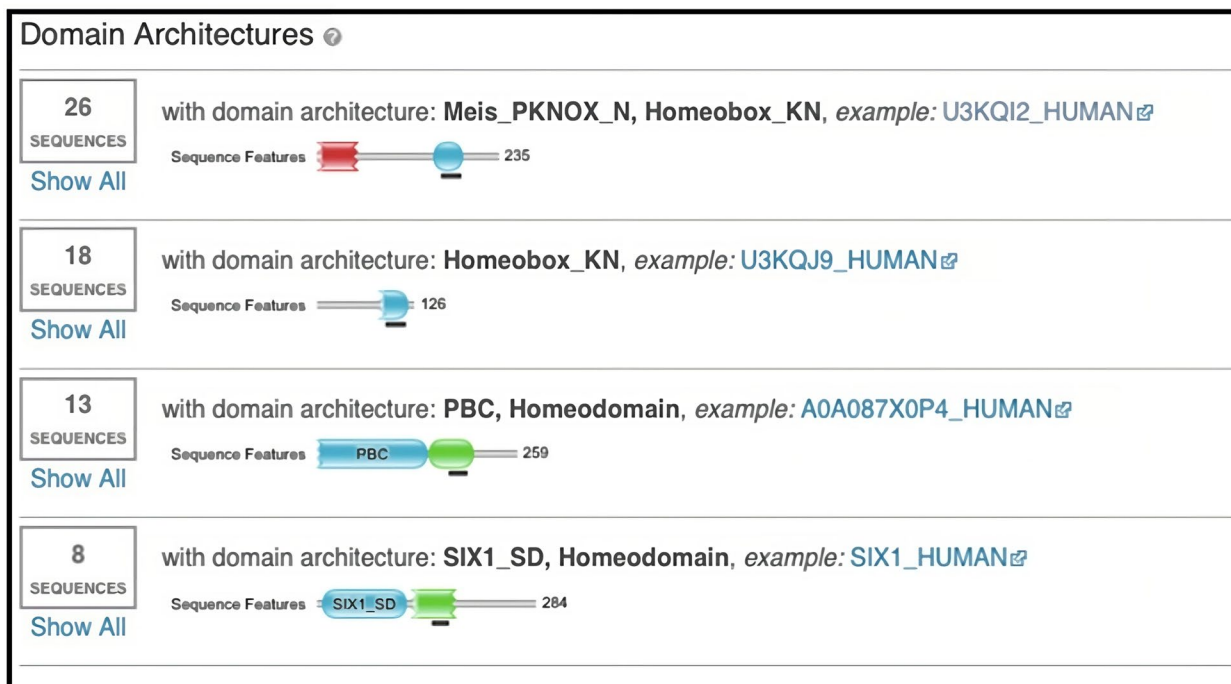 Domain Architectures ?
26
SEQUENCES
Show All
with domain architecture: Meis_PKNOX_N, Homeobox_KN, example: U3KQI2_HUMAN
Sequence Features 235
18
SEQUENCES
Show All
with domain architecture: Homeobox_KN, example: U3KQJ9_HUMAN
Sequence Features 126
13
SEQUENCES
Show All
with domain architecture: PBC, Homeodomain, example: A0A087X0P4_HUMAN
Sequence Features PBC 259
8
SEQUENCES
Show All
with domain architecture: SIX1_SD, Homeodomain, example: SIX1_HUMAN
Sequence Features SIX1_SD 284